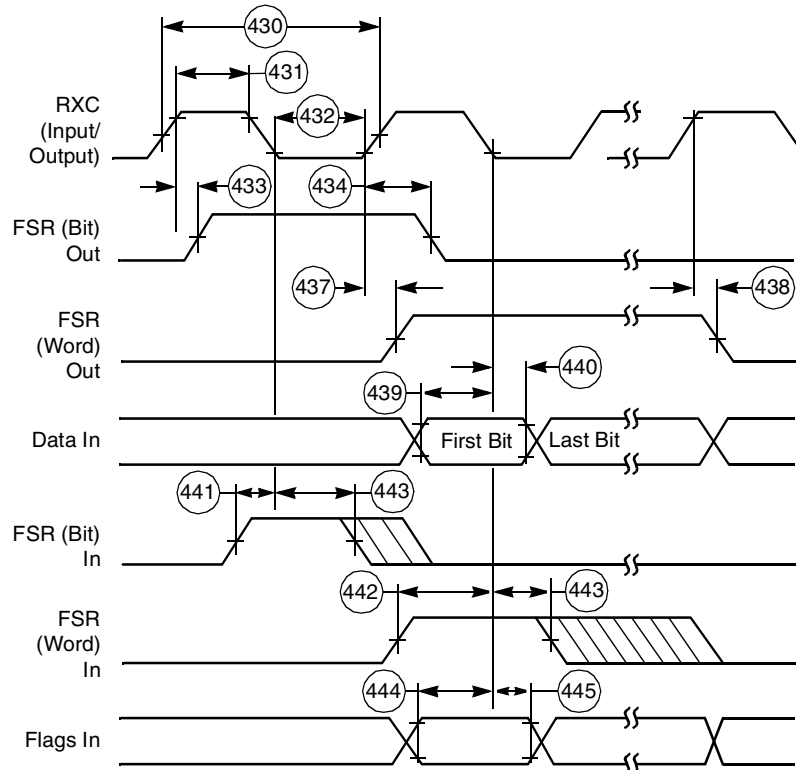 430
431
RXC
(Input/
Output)
432
433
434
FSR (Bit)
Out
437
438
FSR
(Word)
Out
439
440
Data In
First Bit
Last Bit
441
443
FSR (Bit)
In
442
443
FSR
(Word)
In
444
445
Flags In